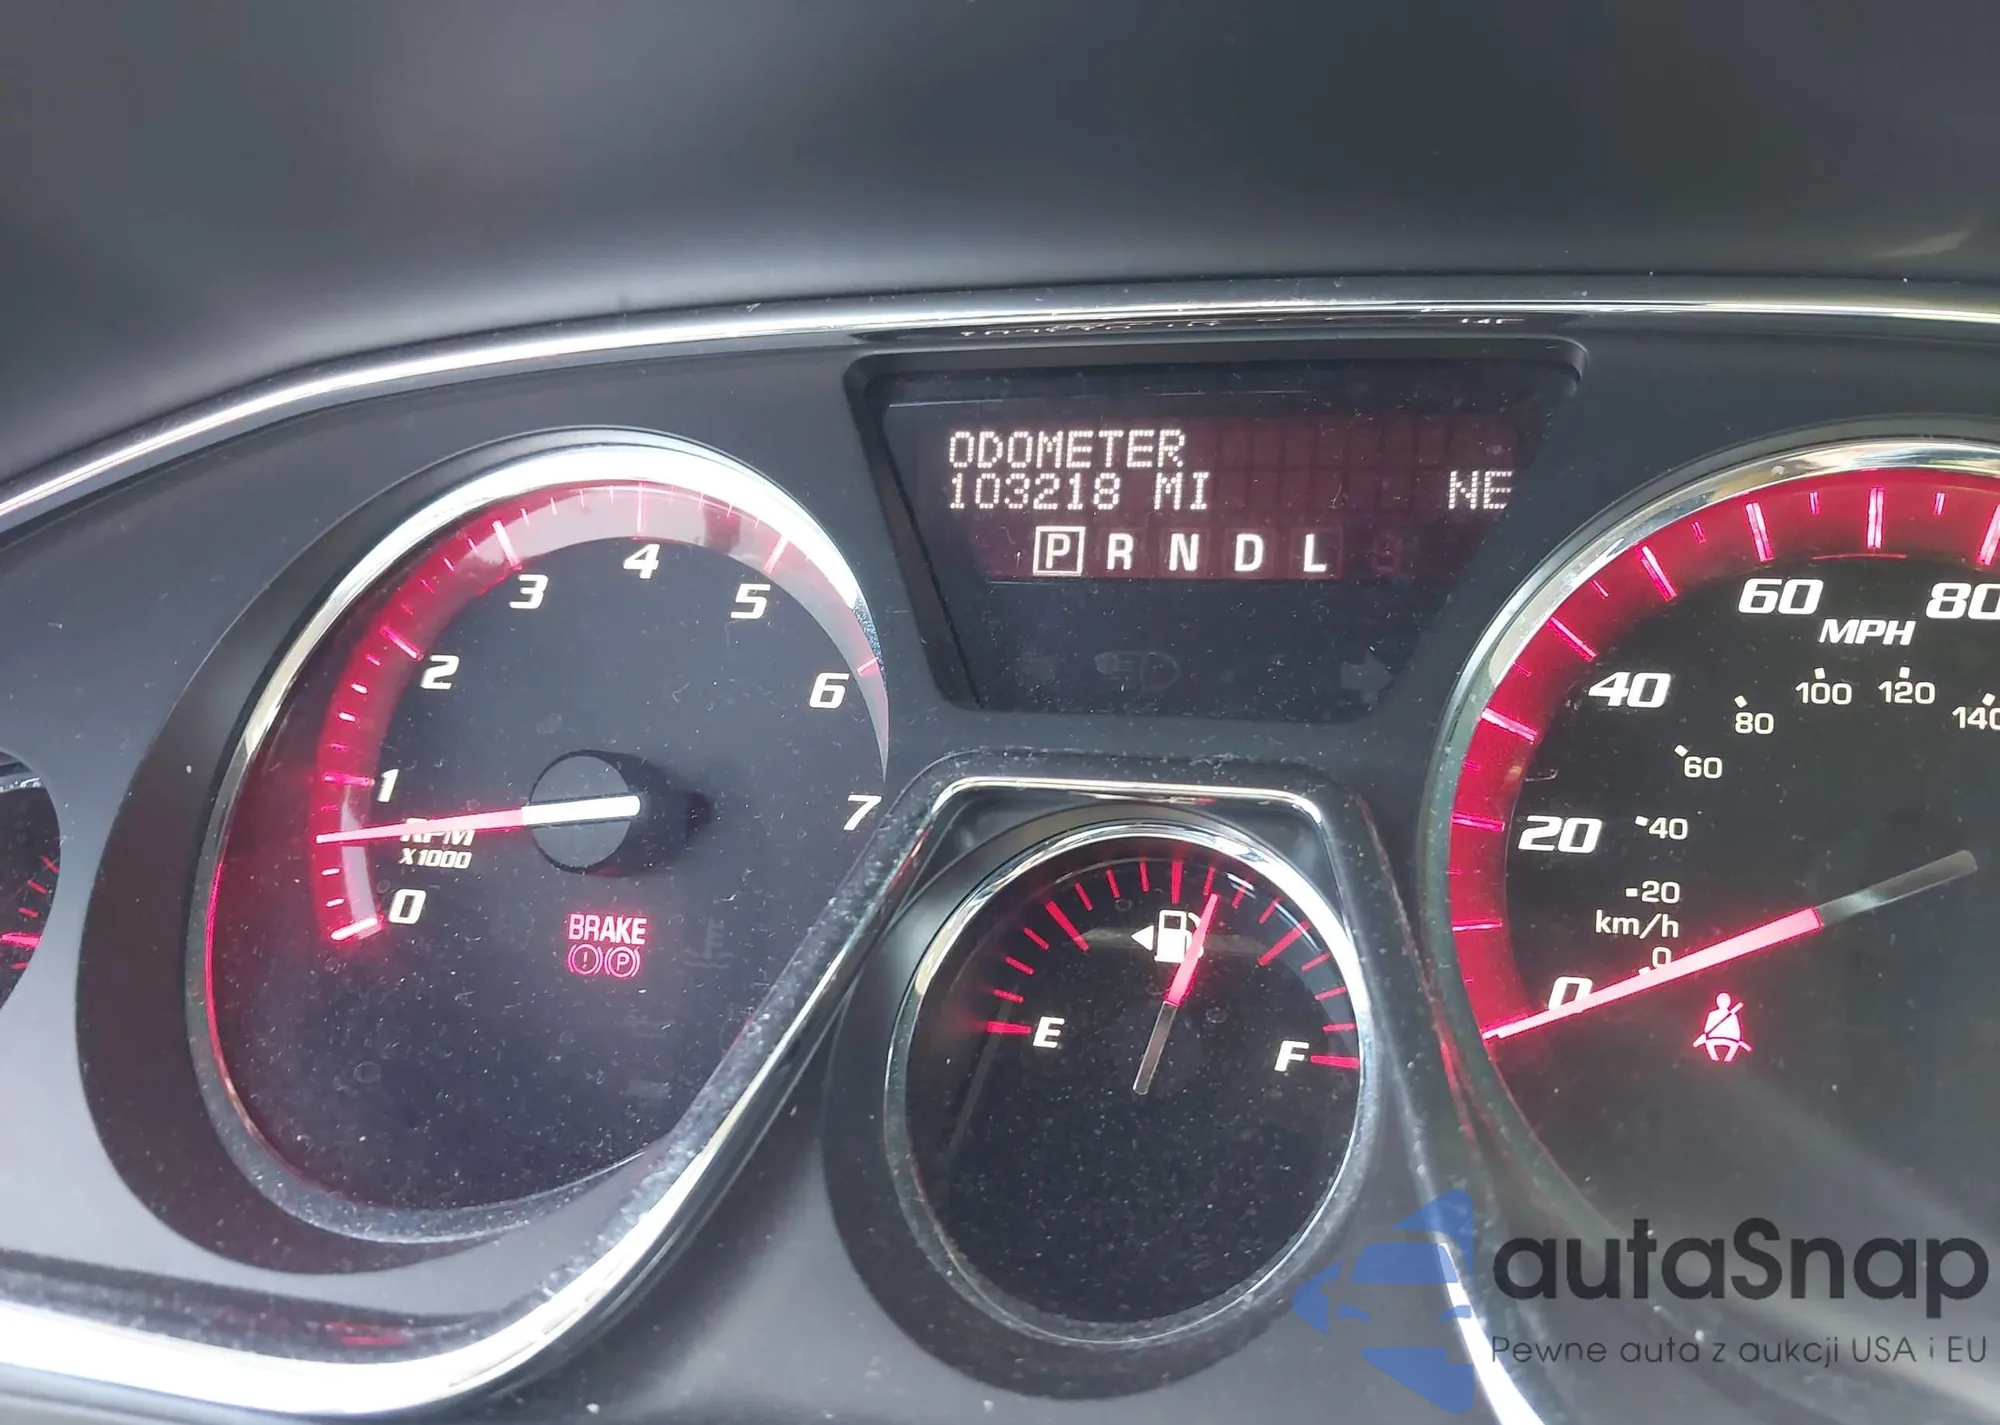 ODOMETER
103218 MI NE
P R N D L
0
1
2
3
4
5
6
7
RPM
X1000
BRAKE
! P
E
F
0
20
40
60
80
MPH
0
20
40
60
80
100
120
140
km/h
autaSnap
Pewne auta z aukcji USA i EU